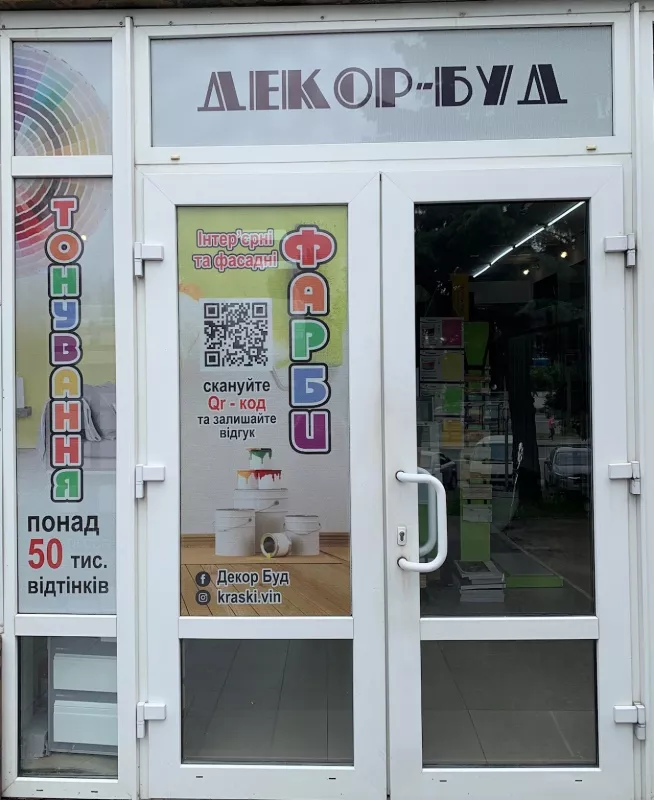 ДЕКОР-БУД
ТОНУВАННЯ
понад
50 тис.
відтінків
Інтер'єрні
та фасадні
ФАРБИ
скануйте
Qr - код
та залишайте
відгук
Декор Буд
kraski.vin